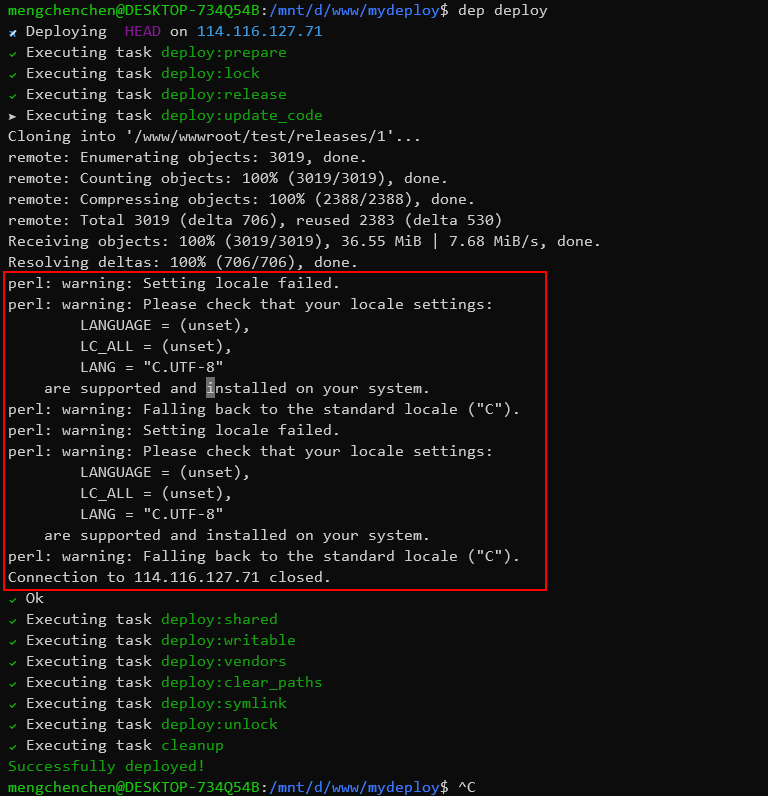 mengchenchen@DESKTOP-734Q54B:/mnt/d/www/mydeploy$ dep deploy
✈ Deploying  HEAD on 114.116.127.71
✓ Executing task deploy:prepare
✓ Executing task deploy:lock
✓ Executing task deploy:release
➤ Executing task deploy:update_code
Cloning into '/www/wwwroot/test/releases/1'...
remote: Enumerating objects: 3019, done.
remote: Counting objects: 100% (3019/3019), done.
remote: Compressing objects: 100% (2388/2388), done.
remote: Total 3019 (delta 706), reused 2383 (delta 530)
Receiving objects: 100% (3019/3019), 36.55 MiB | 7.68 MiB/s, done.
Resolving deltas: 100% (706/706), done.
perl: warning: Setting locale failed.
perl: warning: Please check that your locale settings:
        LANGUAGE = (unset),
        LC_ALL = (unset),
        LANG = "C.UTF-8"
    are supported and installed on your system.
perl: warning: Falling back to the standard locale ("C").
perl: warning: Setting locale failed.
perl: warning: Please check that your locale settings:
        LANGUAGE = (unset),
        LC_ALL = (unset),
        LANG = "C.UTF-8"
    are supported and installed on your system.
perl: warning: Falling back to the standard locale ("C").
Connection to 114.116.127.71 closed.
✓ Ok
✓ Executing task deploy:shared
✓ Executing task deploy:writable
✓ Executing task deploy:vendors
✓ Executing task deploy:clear_paths
✓ Executing task deploy:symlink
✓ Executing task deploy:unlock
✓ Executing task cleanup
Successfully deployed!
mengchenchen@DESKTOP-734Q54B:/mnt/d/www/mydeploy$ ^C